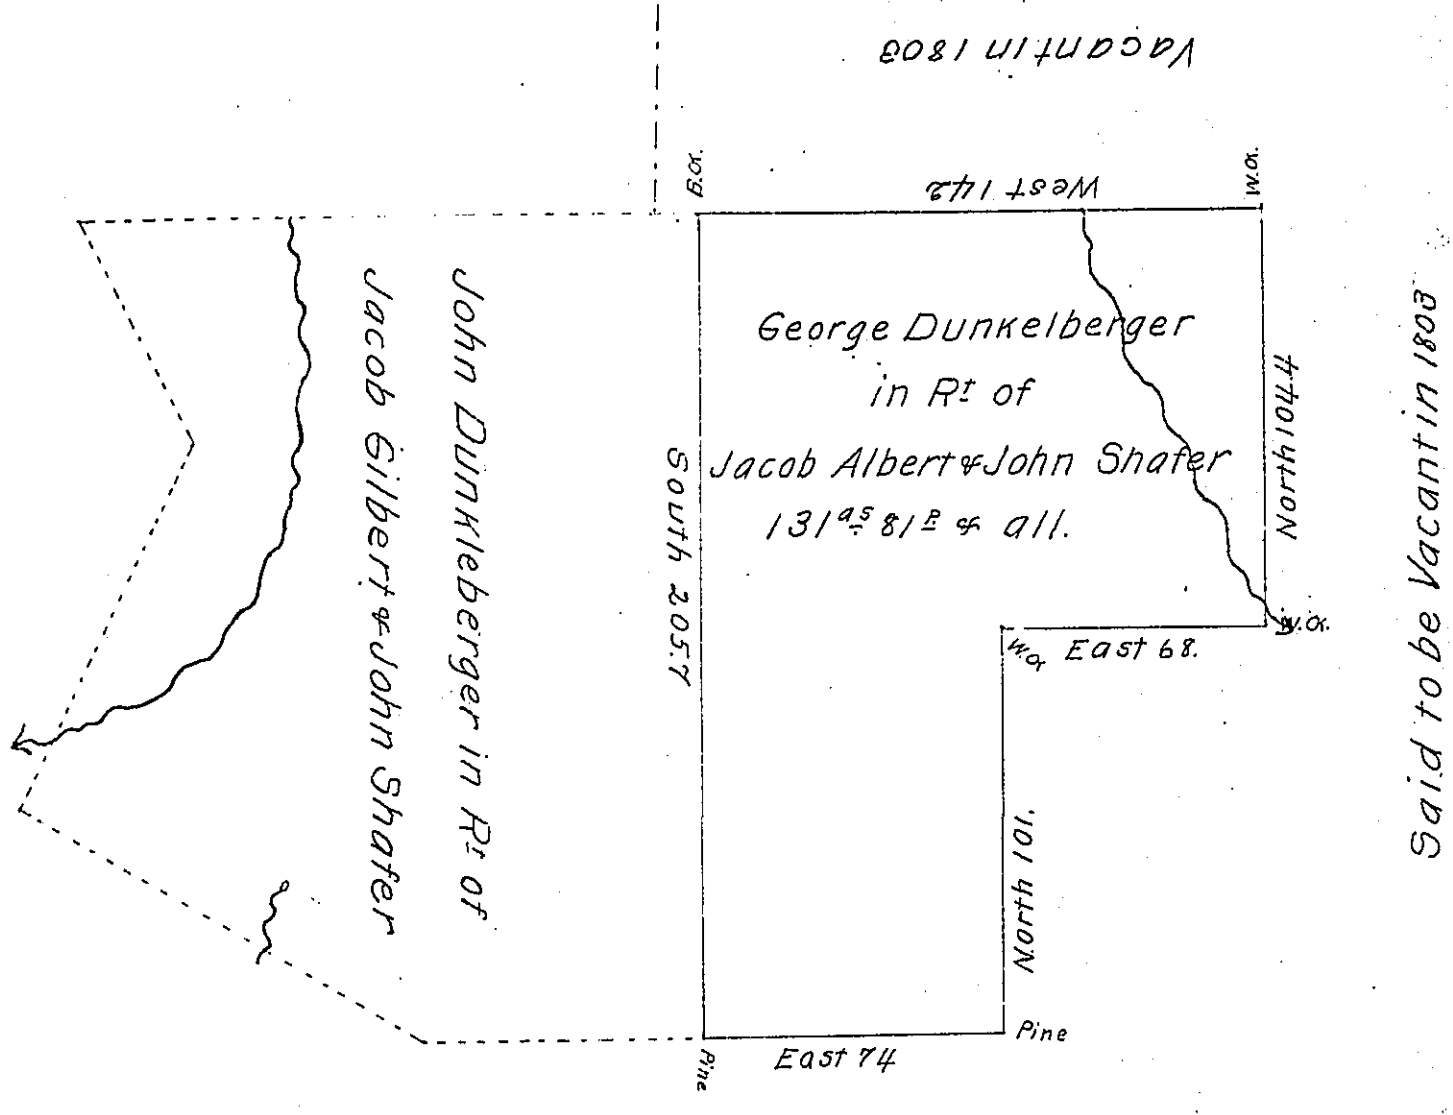 Vacant in 1803
B.O.
West 142
W.O.
George Dunkelberger
in Rt of
Jacob Albert & John Shafer
131as 81P & all.
North 104.4
Said to be Vacant in 1803
South 205.7
John Dunkleberger in Rt of
Jacob Gilbert & John Shafer
W.O.
W.O.
East 68.
North 101.
Pine
East 74
Pine